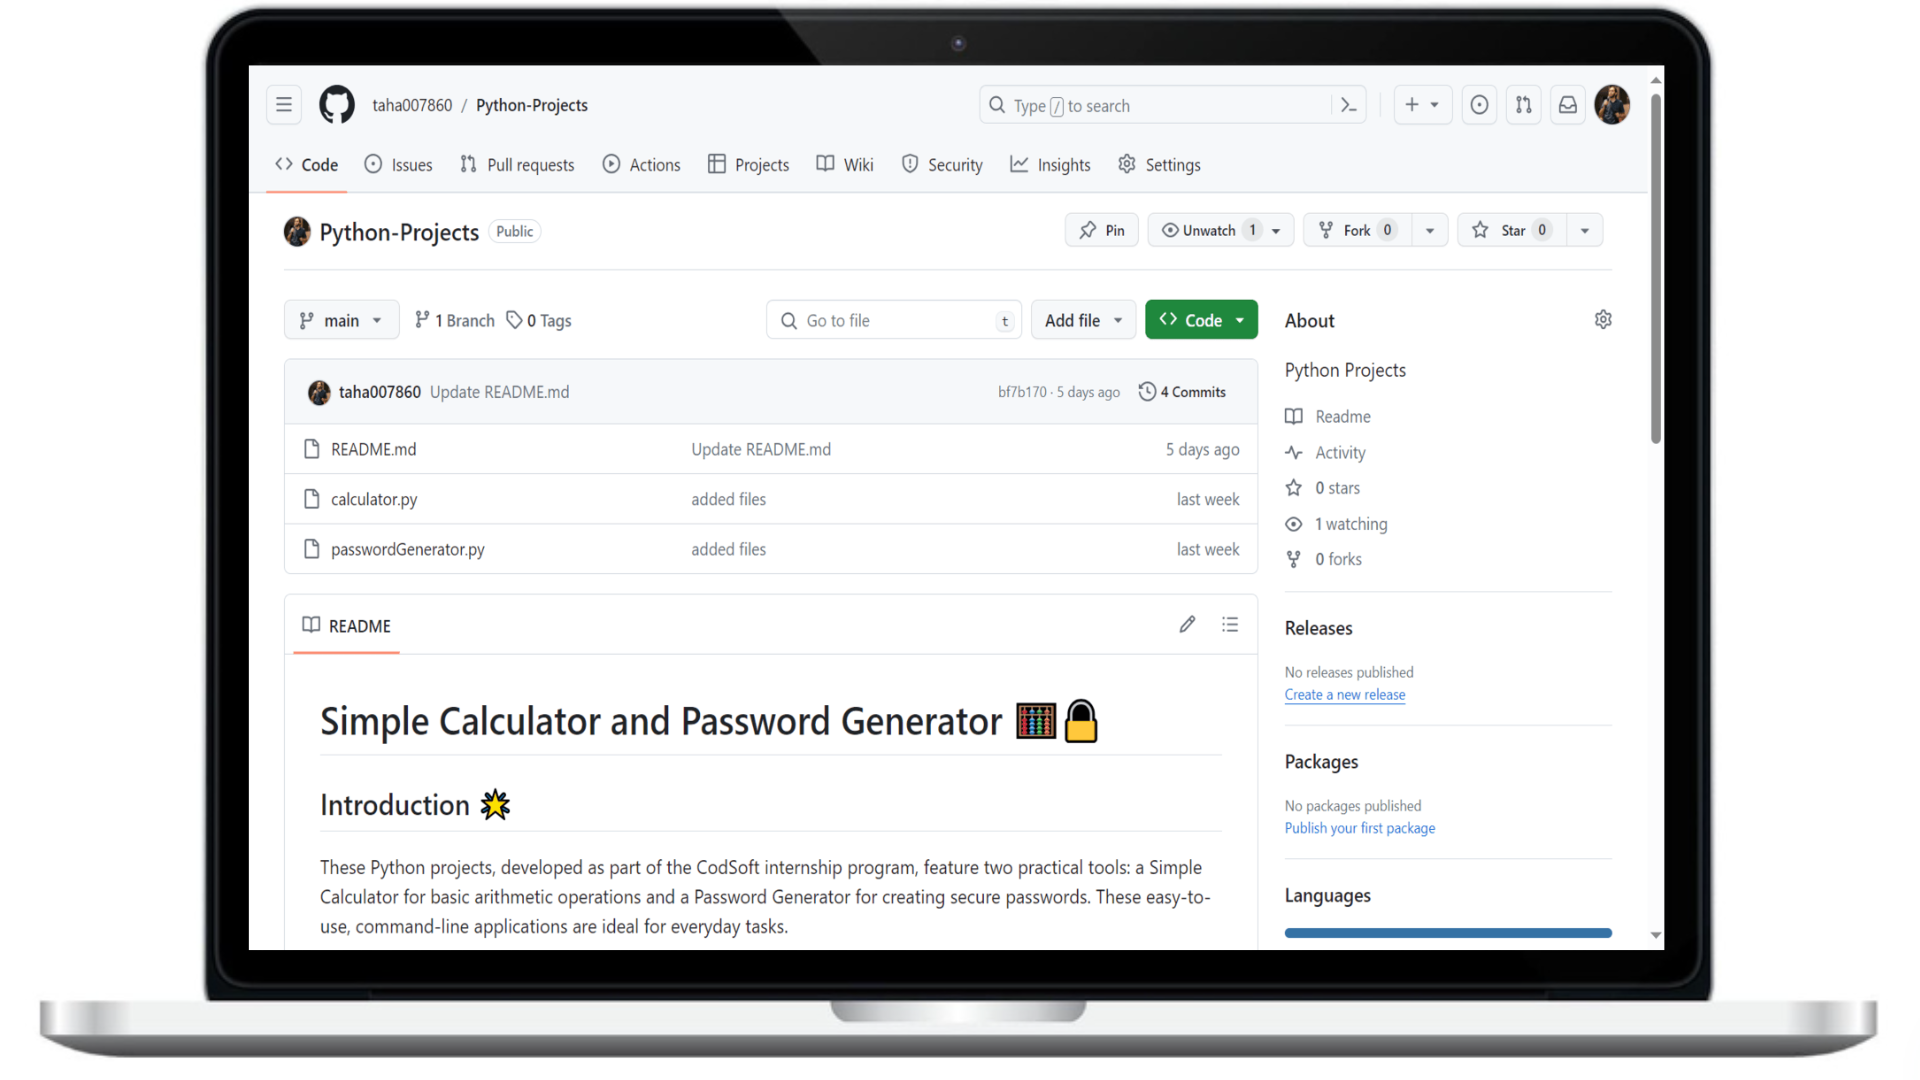 taha007860 / Python-Projects
Type / to search
Code Issues Pull requests Actions Projects Wiki Security Insights Settings
Python-Projects Public
Pin Unwatch 1 Fork 0 Star 0
main 1 Branch 0 Tags Go to file t Add file Code
taha007860 Update README.md bf7b170 · 5 days ago 4 Commits
README.md Update README.md 5 days ago
calculator.py added files last week
passwordGenerator.py added files last week
README
Simple Calculator and Password Generator
Introduction
These Python projects, developed as part of the CodSoft internship program, feature two practical tools: a Simple
Calculator for basic arithmetic operations and a Password Generator for creating secure passwords. These easy-to-
use, command-line applications are ideal for everyday tasks.
About
Python Projects
Readme
Activity
0 stars
1 watching
0 forks
Releases
No releases published
Create a new release
Packages
No packages published
Publish your first package
Languages